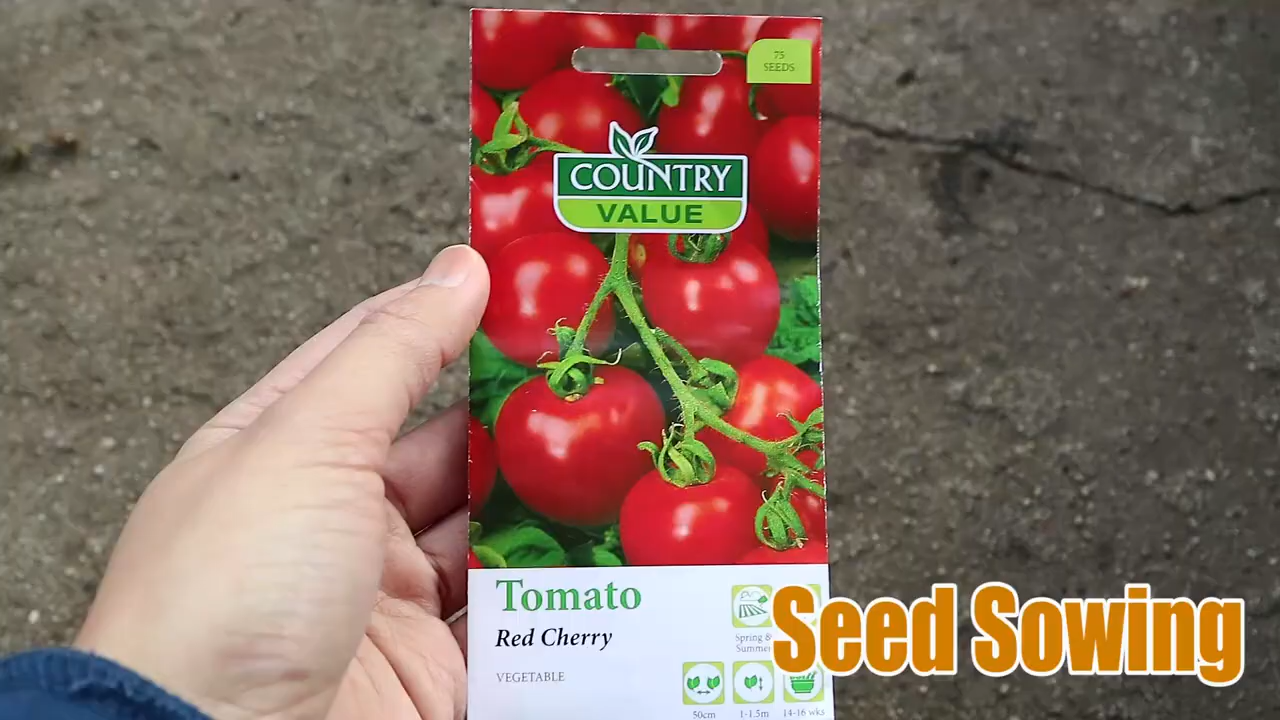 75
SEEDS
COUNTRY
VALUE
Tomato
Red Cherry
VEGETABLE
Spring &
Summer
Seed Sowing
50cm
1-1.5m
14-16 wks